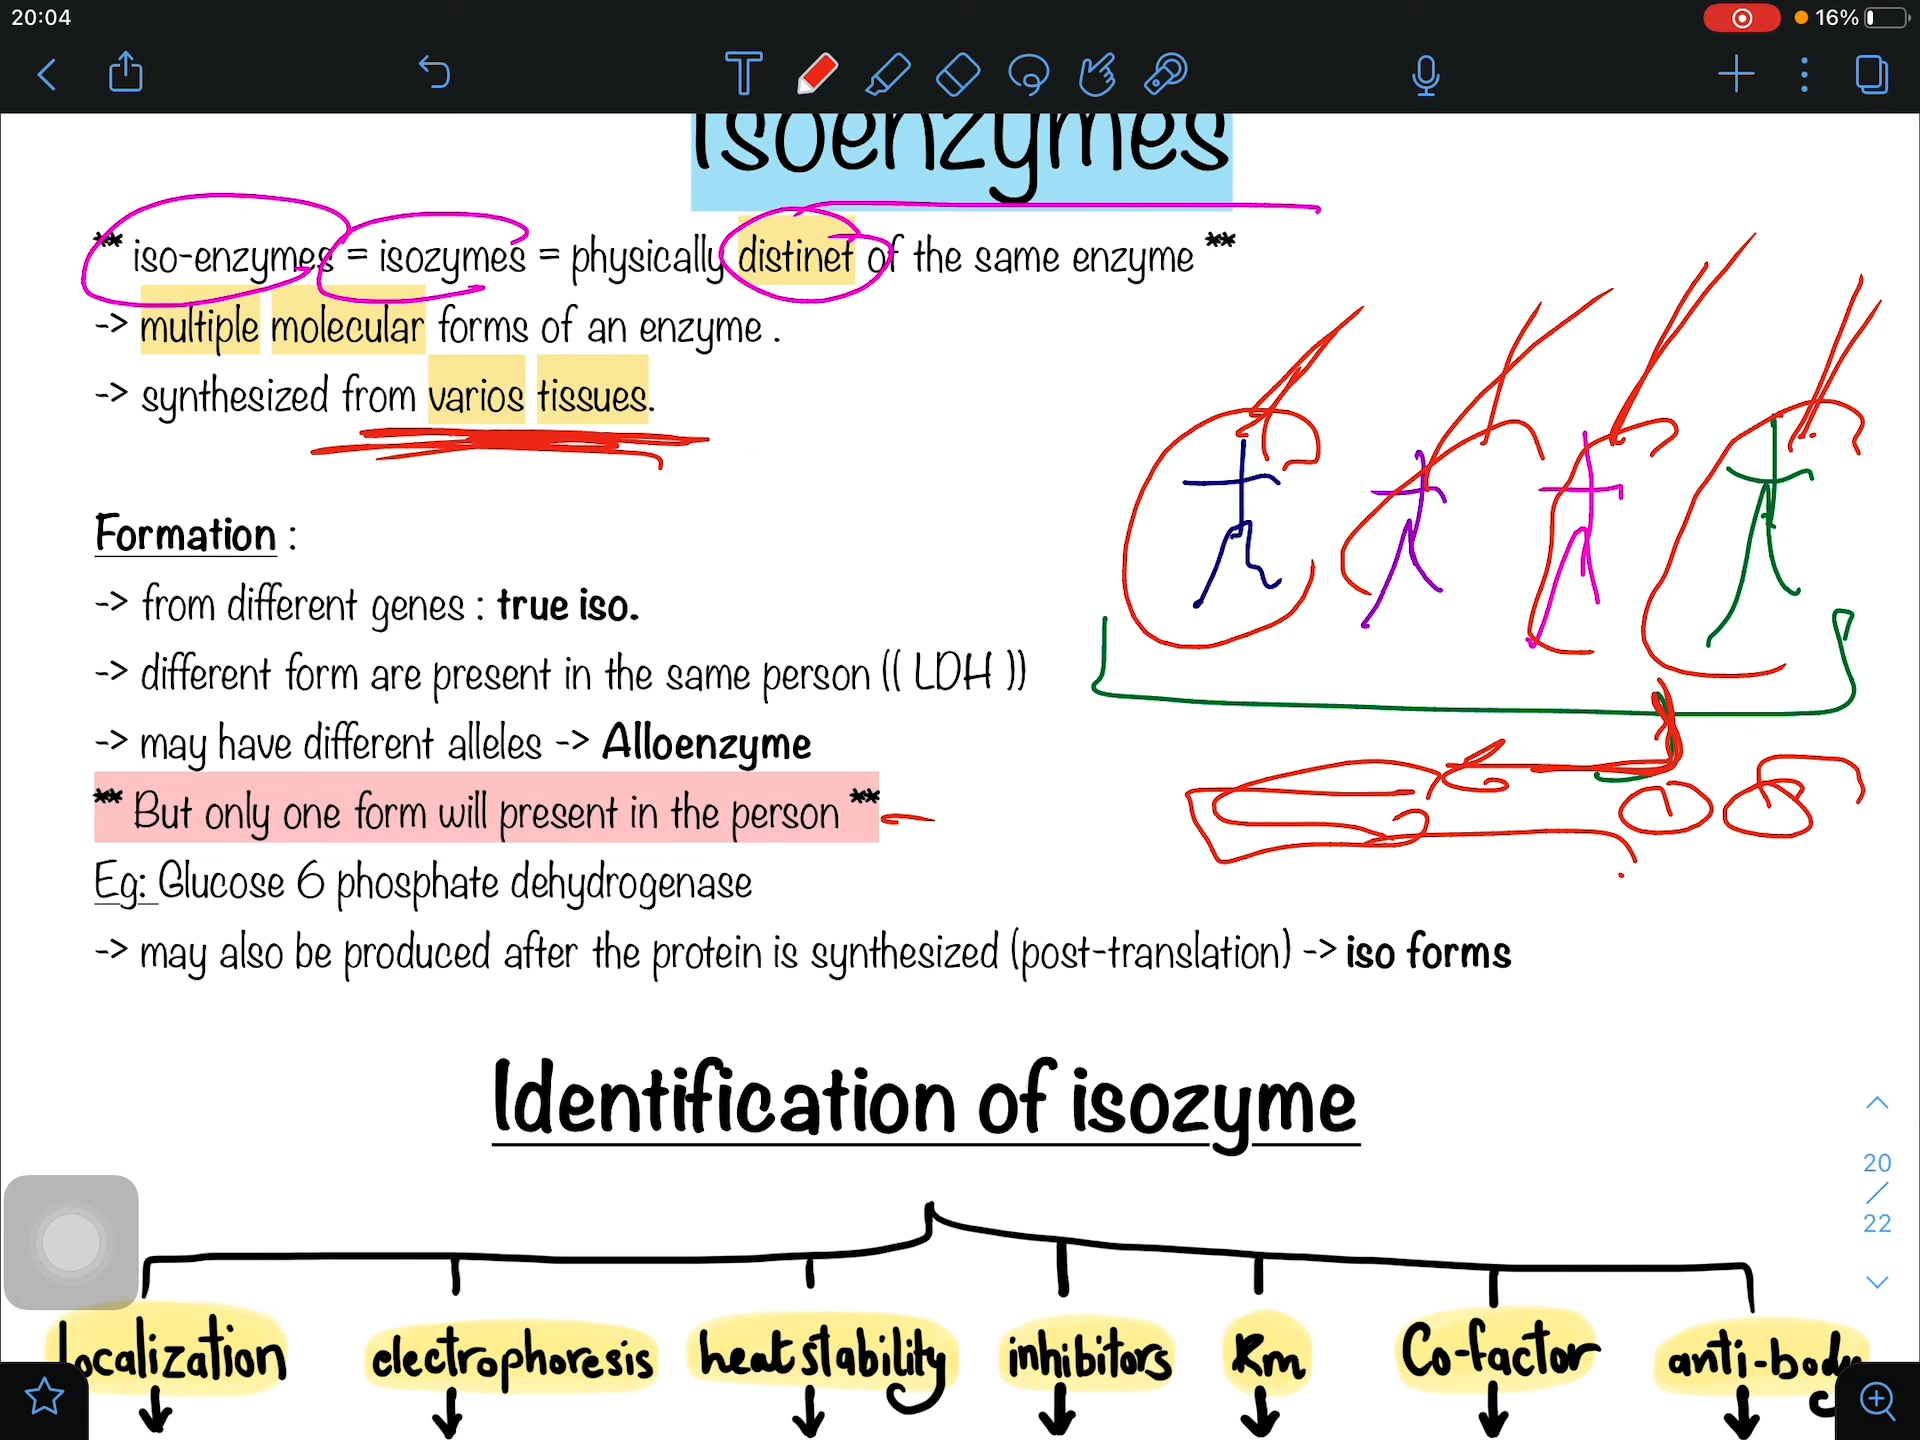 20:04
16%
Isoenzymes
** iso-enzymes = isozymes = physically distinet of the same enzyme **
-> multiple molecular forms of an enzyme .
-> synthesized from varios tissues.
Formation :
-> from different genes : true iso.
-> different form are present in the same person (( LDH ))
-> may have different alleles -> Alloenzyme
** But only one form will present in the person **
Eg: Glucose 6 phosphate dehydrogenase
-> may also be produced after the protein is synthesized (post-translation) -> iso forms
Identification of isozyme
20
/
22
Localization electrophoresis heat stability inhibitors Km Co-factor anti-body